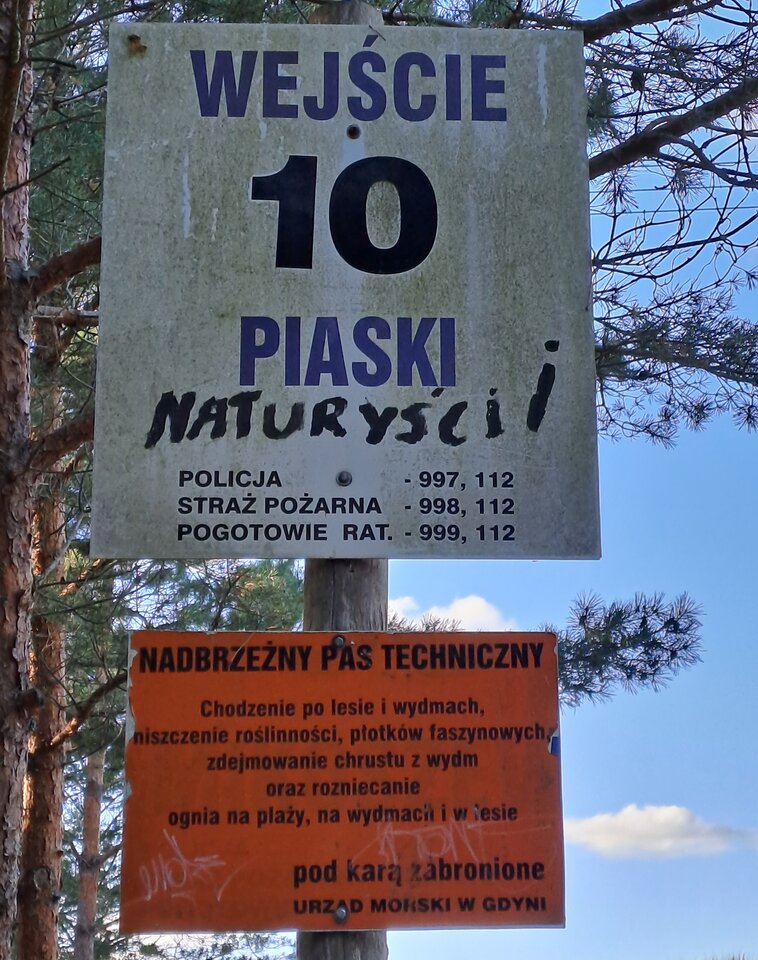 WEJŚCIE
10
PIASKI
NATURYŚCI !
POLICJA - 997, 112
STRAŻ POŻARNA - 998, 112
POGOTOWIE RAT. - 999, 112
NADBRZEŻNY PAS TECHNICZNY
Chodzenie po lesie i wydmach,
niszczenie roślinności, płotków faszynowych,
zdejmowanie chrustu z wydm
oraz rozniecanie
ognia na plaży, na wydmach i w lesie
pod karą zabronione
URZĄD MORSKI W GDYNI